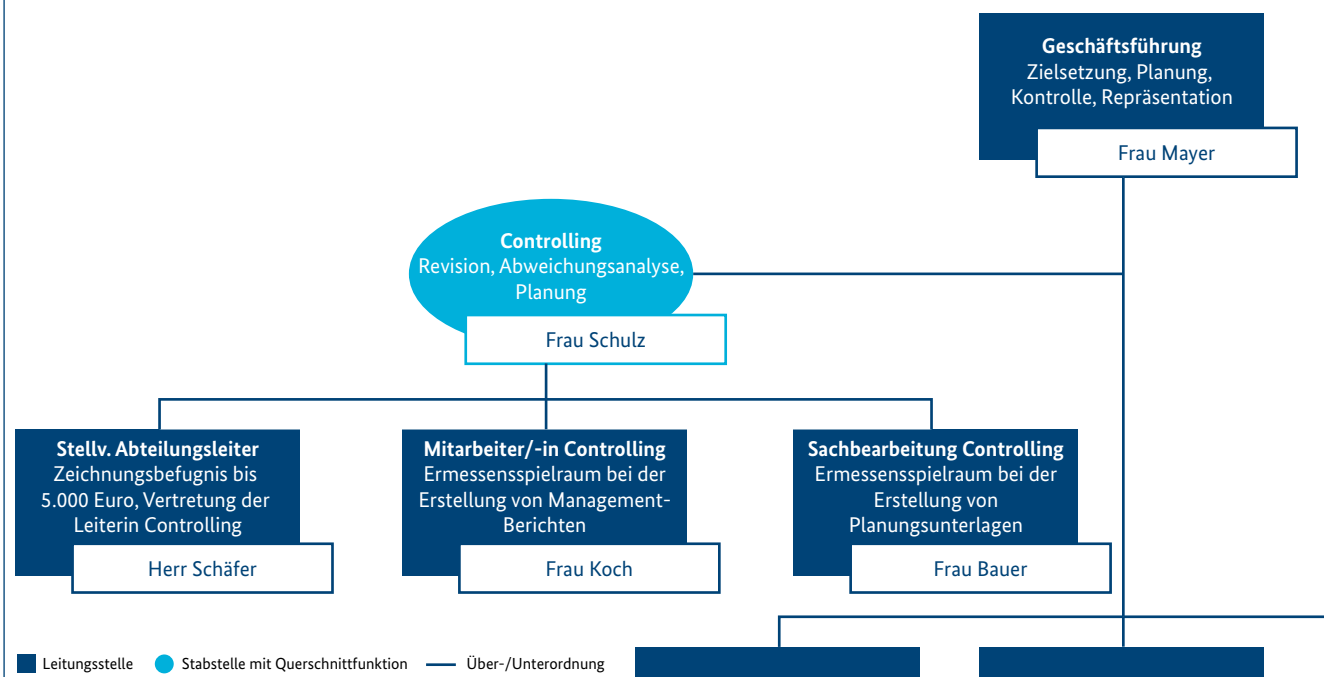 Geschäftsführung
Zielsetzung, Planung,
Kontrolle, Repräsentation
Frau Mayer
Controlling
Revision, Abweichungsanalyse,
Planung
Frau Schulz
Stellv. Abteilungsleiter
Zeichnungsbefugnis bis
5.000 Euro, Vertretung der
Leiterin Controlling
Herr Schäfer
Mitarbeiter/-in Controlling
Ermessensspielraum bei der
Erstellung von Management-
Berichten
Frau Koch
Sachbearbeitung Controlling
Ermessensspielraum bei der
Erstellung von
Planungsunterlagen
Frau Bauer
Leitungsstelle
Stabstelle mit Querschnittfunktion
Über-/Unterordnung